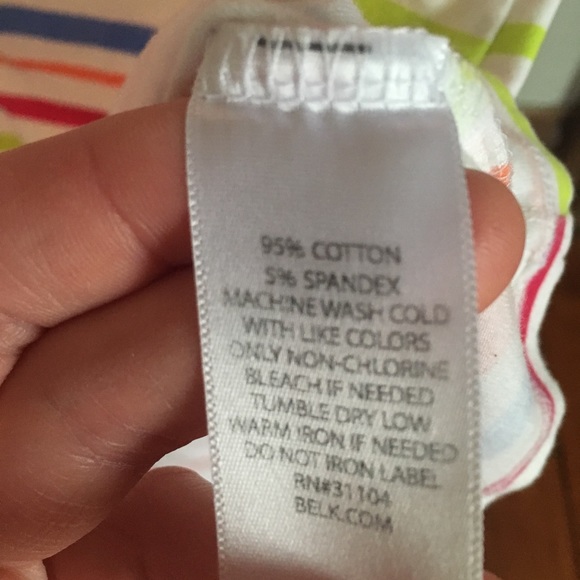 95% COTTON
5% SPANDEX
MACHINE WASH COLD
WITH LIKE COLORS
ONLY NON-CHLORINE
BLEACH IF NEEDED
TUMBLE DRY LOW
WARM IRON IF NEEDED
DO NOT IRON LABEL
RN#31104
BELK.COM